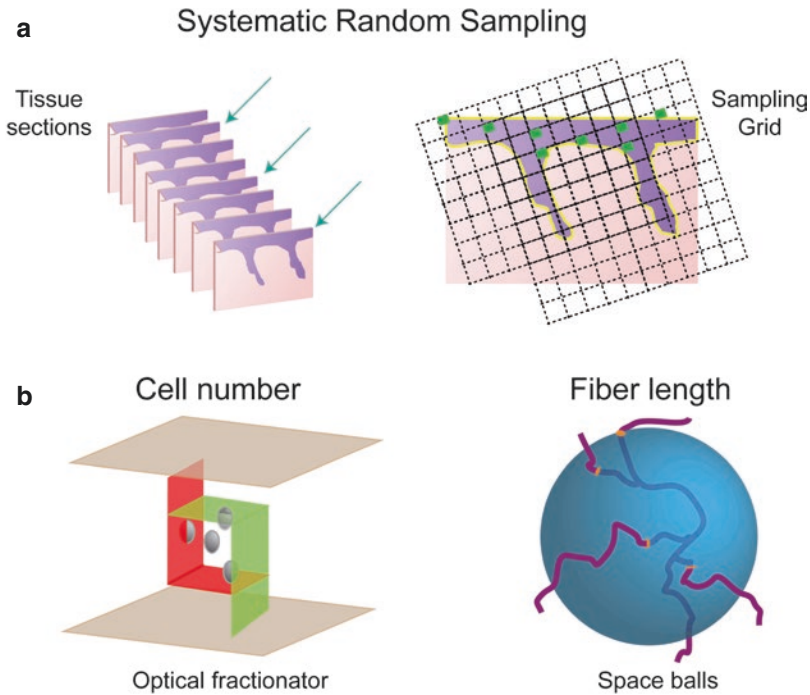 a
Systematic Random Sampling
Tissue
sections
Sampling
Grid
b
Cell number
Fiber length
Optical fractionator
Space balls